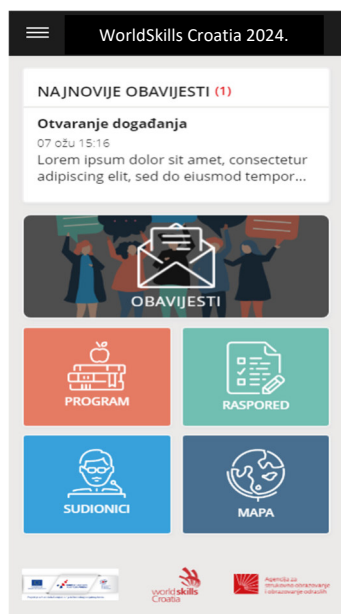 WorldSkills Croatia 2024.
NAJNOVIJE OBAVIJESTI (1)
Otvaranje događanja
07 ožu 15:16
Lorem ipsum dolor sit amet, consectetur
adipiscing elit, sed do eiusmod tempor...
OBAVIJESTI
PROGRAM
RASPORED
SUDIONICI
MAPA
worldskills
Croatia
Agencija za
strukovno obrazovanje
i obrazovanje odraslih